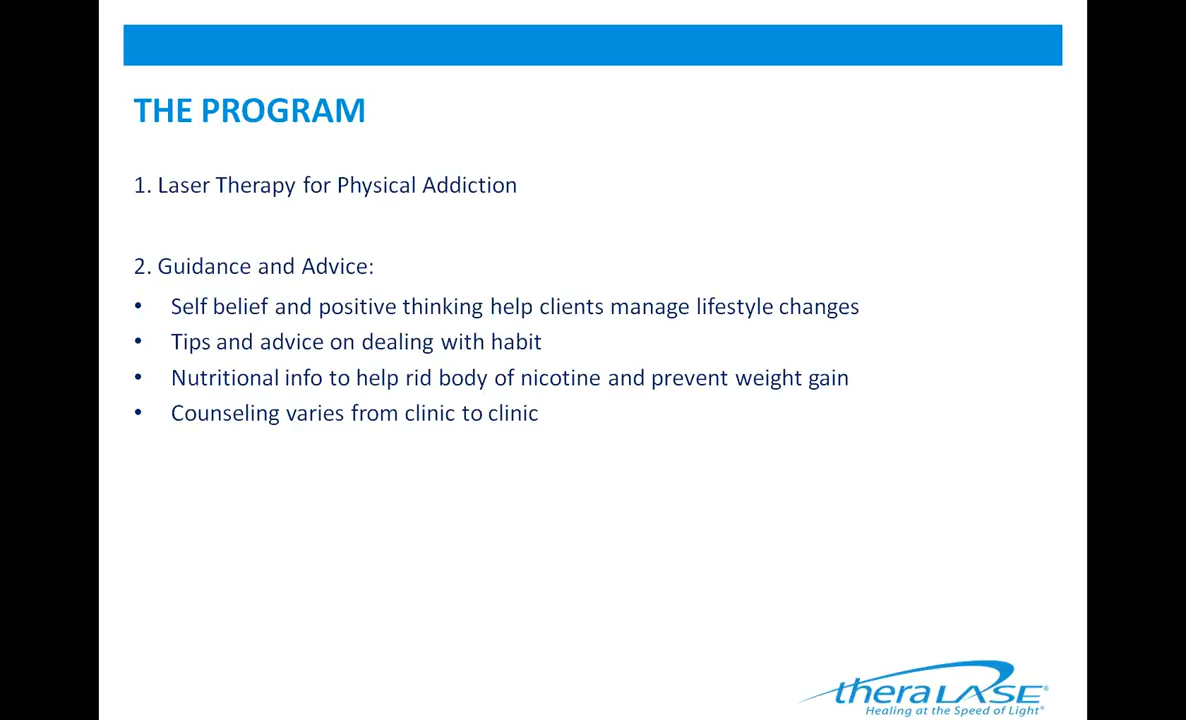 THE PROGRAM
1. Laser Therapy for Physical Addiction
2. Guidance and Advice:
• Self belief and positive thinking help clients manage lifestyle changes
• Tips and advice on dealing with habit
• Nutritional info to help rid body of nicotine and prevent weight gain
• Counseling varies from clinic to clinic
theraLASE®
Healing at the Speed of Light®